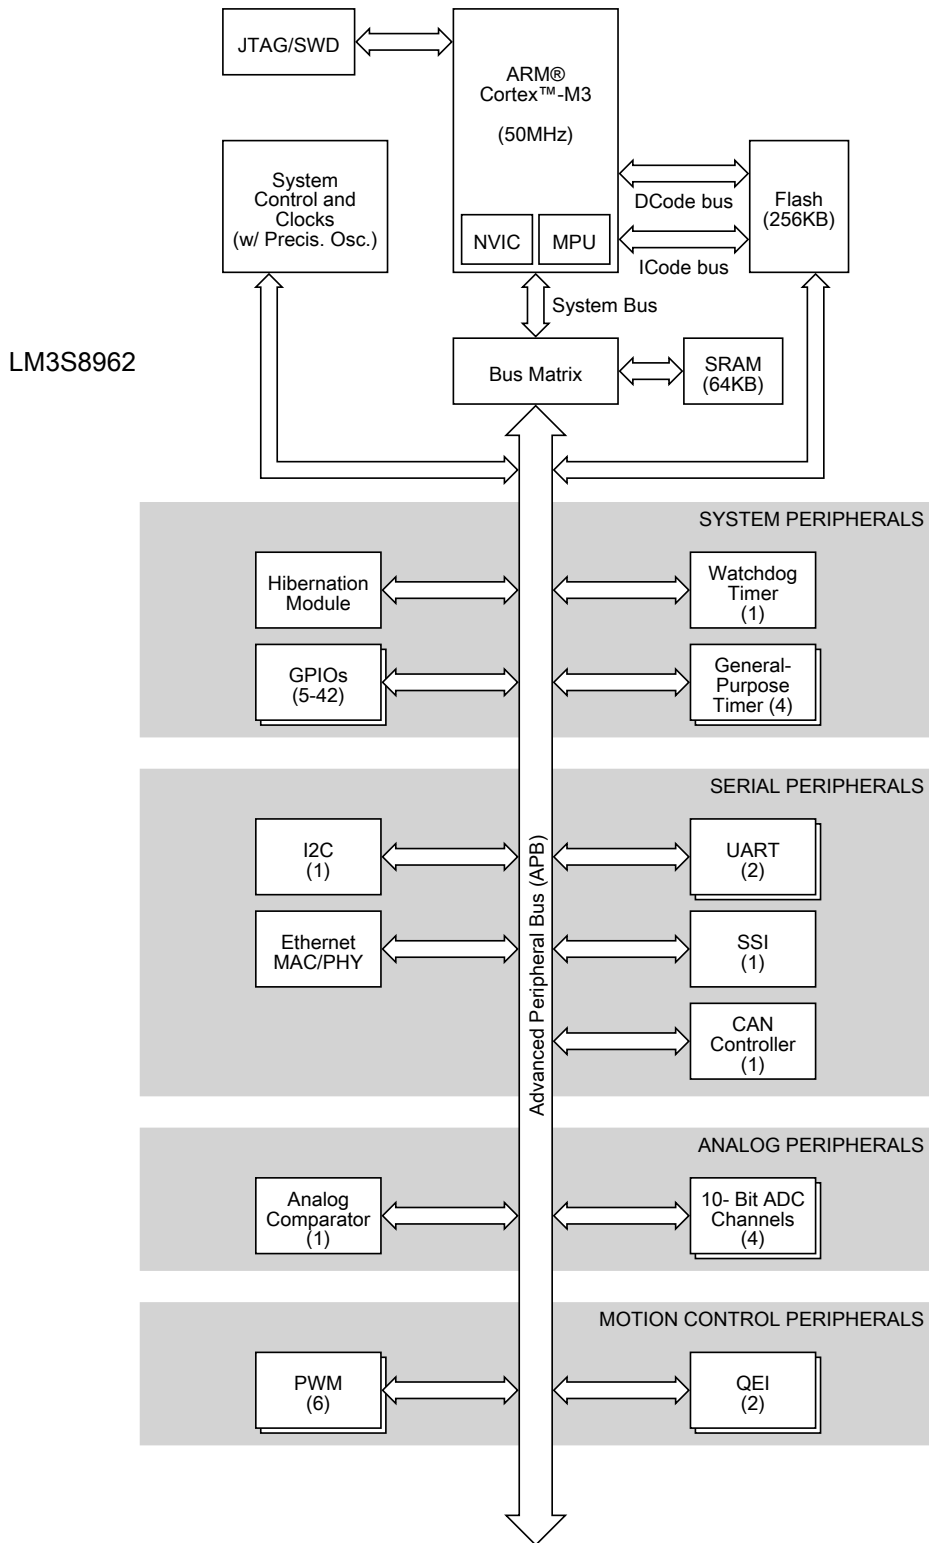 JTAG/SWD
ARM®
Cortex™-M3
(50MHz)
System
Control and
Clocks
(w/ Precis. Osc.)
DCode bus
Flash
(256KB)
NVIC
MPU
ICode bus
System Bus
LM3S8962
Bus Matrix
SRAM
(64KB)
SYSTEM PERIPHERALS
Hibernation
Module
Watchdog
Timer
(1)
GPIOs
(5-42)
General-
Purpose
Timer (4)
SERIAL PERIPHERALS
Advanced Peripheral Bus (APB)
I2C
(1)
UART
(2)
Ethernet
MAC/PHY
SSI
(1)
CAN
Controller
(1)
ANALOG PERIPHERALS
Analog
Comparator
(1)
10- Bit ADC
Channels
(4)
MOTION CONTROL PERIPHERALS
PWM
(6)
QEI
(2)